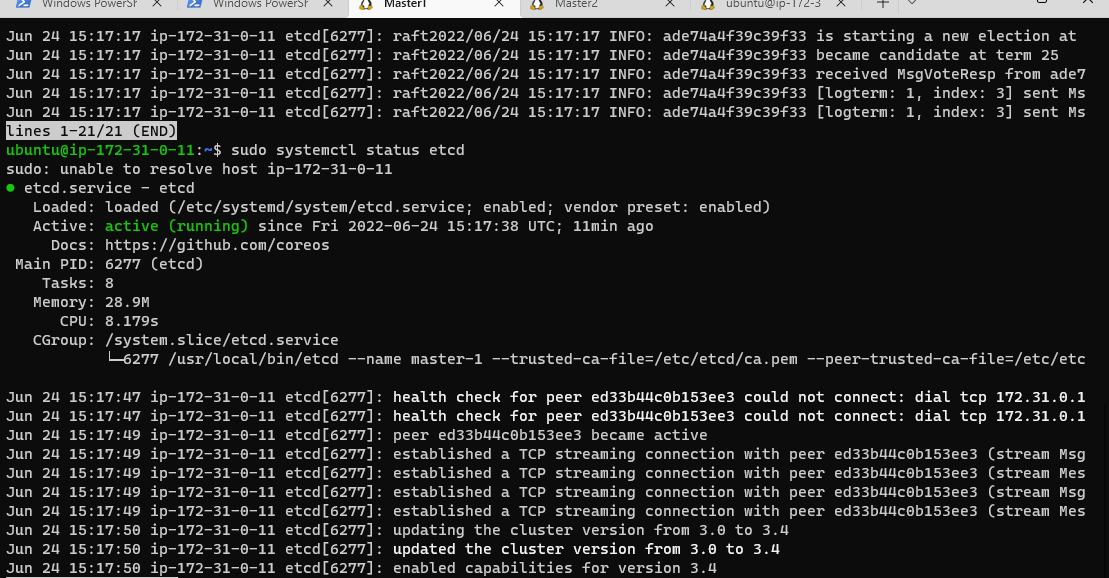 Windows PowerSh
Windows PowerSh
Master1
Master2
ubuntu@ip-172-3
Jun 24 15:17:17 ip-172-31-0-11 etcd[6277]: raft2022/06/24 15:17:17 INFO: ade74a4f39c39f33 is starting a new election at
Jun 24 15:17:17 ip-172-31-0-11 etcd[6277]: raft2022/06/24 15:17:17 INFO: ade74a4f39c39f33 became candidate at term 25
Jun 24 15:17:17 ip-172-31-0-11 etcd[6277]: raft2022/06/24 15:17:17 INFO: ade74a4f39c39f33 received MsgVoteResp from ade7
Jun 24 15:17:17 ip-172-31-0-11 etcd[6277]: raft2022/06/24 15:17:17 INFO: ade74a4f39c39f33 [logterm: 1, index: 3] sent Ms
Jun 24 15:17:17 ip-172-31-0-11 etcd[6277]: raft2022/06/24 15:17:17 INFO: ade74a4f39c39f33 [logterm: 1, index: 3] sent Ms
lines 1-21/21 (END)
ubuntu@ip-172-31-0-11:~$ sudo systemctl status etcd
sudo: unable to resolve host ip-172-31-0-11
● etcd.service - etcd
Loaded: loaded (/etc/systemd/system/etcd.service; enabled; vendor preset: enabled)
Active: active (running) since Fri 2022-06-24 15:17:38 UTC; 11min ago
Docs: https://github.com/coreos
Main PID: 6277 (etcd)
Tasks: 8
Memory: 28.9M
CPU: 8.179s
CGroup: /system.slice/etcd.service
└─6277 /usr/local/bin/etcd --name master-1 --trusted-ca-file=/etc/etcd/ca.pem --peer-trusted-ca-file=/etc/etc
Jun 24 15:17:47 ip-172-31-0-11 etcd[6277]: health check for peer ed33b44c0b153ee3 could not connect: dial tcp 172.31.0.1
Jun 24 15:17:47 ip-172-31-0-11 etcd[6277]: health check for peer ed33b44c0b153ee3 could not connect: dial tcp 172.31.0.1
Jun 24 15:17:49 ip-172-31-0-11 etcd[6277]: peer ed33b44c0b153ee3 became active
Jun 24 15:17:49 ip-172-31-0-11 etcd[6277]: established a TCP streaming connection with peer ed33b44c0b153ee3 (stream Msg
Jun 24 15:17:49 ip-172-31-0-11 etcd[6277]: established a TCP streaming connection with peer ed33b44c0b153ee3 (stream Mes
Jun 24 15:17:49 ip-172-31-0-11 etcd[6277]: established a TCP streaming connection with peer ed33b44c0b153ee3 (stream Msg
Jun 24 15:17:49 ip-172-31-0-11 etcd[6277]: established a TCP streaming connection with peer ed33b44c0b153ee3 (stream Mes
Jun 24 15:17:50 ip-172-31-0-11 etcd[6277]: updating the cluster version from 3.0 to 3.4
Jun 24 15:17:50 ip-172-31-0-11 etcd[6277]: updated the cluster version from 3.0 to 3.4
Jun 24 15:17:50 ip-172-31-0-11 etcd[6277]: enabled capabilities for version 3.4